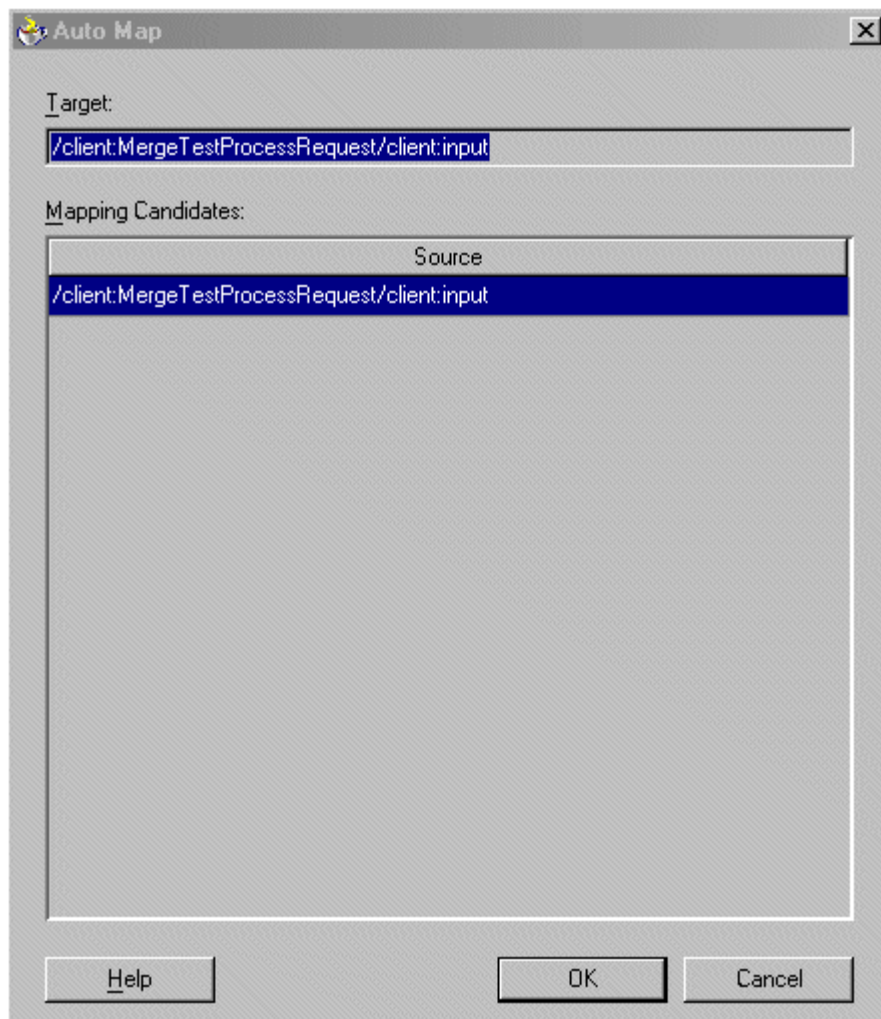 Auto Map
Target:
/client:MergeTestProcessRequest/client:input
Mapping Candidates:
Source
/client:MergeTestProcessRequest/client:input
Help
OK
Cancel